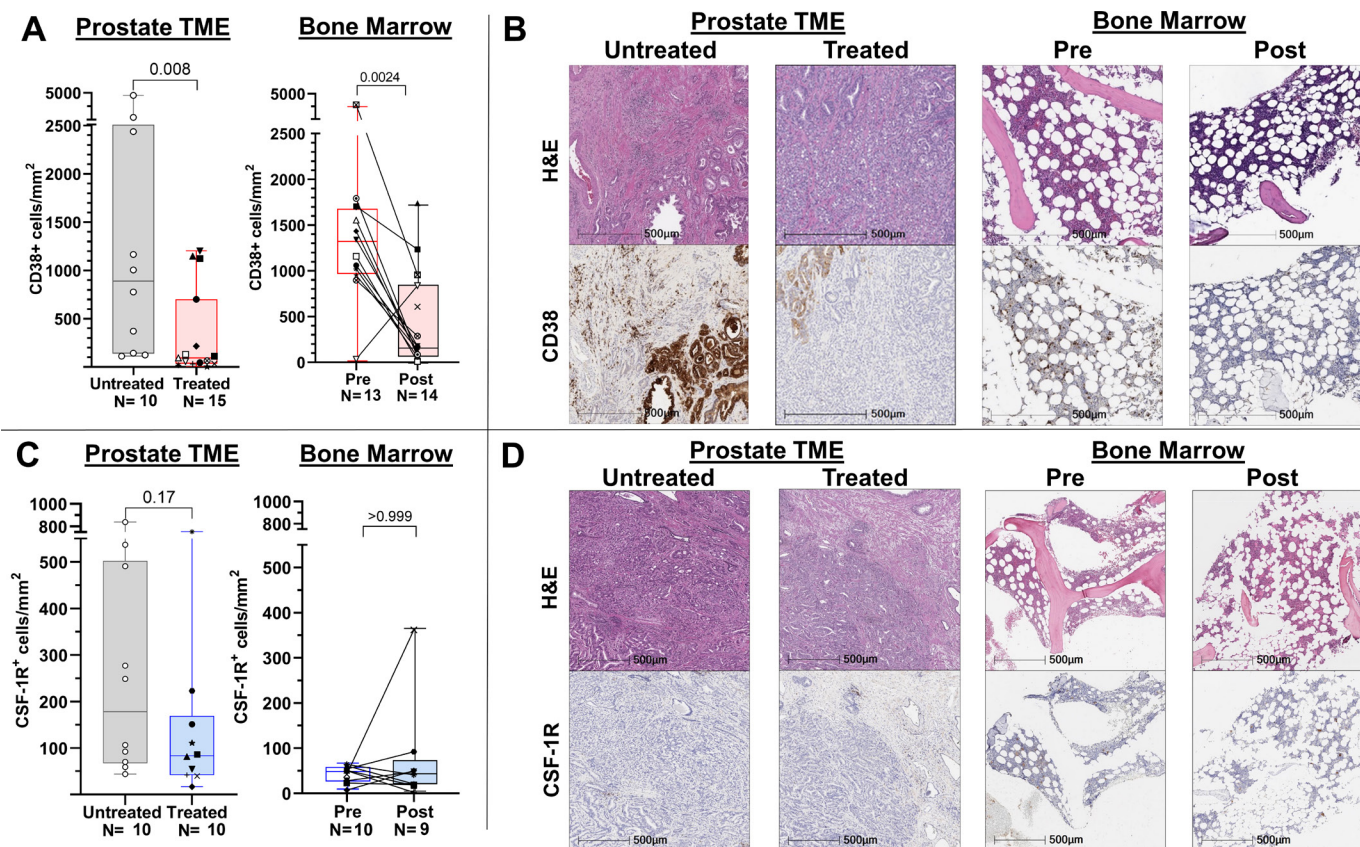 A
Prostate TME
Bone Marrow
0.008
0.0024
CD38+ cells/mm2
5000
2500
2000
1500
1000
500
Untreated
N= 10
Treated
N= 15
CD38+ cells/mm2
5000
2500
2000
1500
1000
500
0
Pre
N= 13
Post
N= 14
B
Prostate TME
Bone Marrow
Untreated
Treated
Pre
Post
H&E
500µm
500µm
500µm
500µm
CD38
500µm
500µm
500µm
500µm
C
Prostate TME
Bone Marrow
0.17
>0.999
CSF-1R+ cells/mm2
1000
800
600
500
400
300
200
100
Untreated
N= 10
Treated
N= 10
CSF-1R+ cells/mm2
1000
800
600
500
400
300
200
100
0
Pre
N= 10
Post
N= 9
D
Prostate TME
Bone Marrow
Untreated
Treated
Pre
Post
H&E
500µm
500µm
500µm
500µm
CSF-1R
500µm
500µm
500µm
500µm